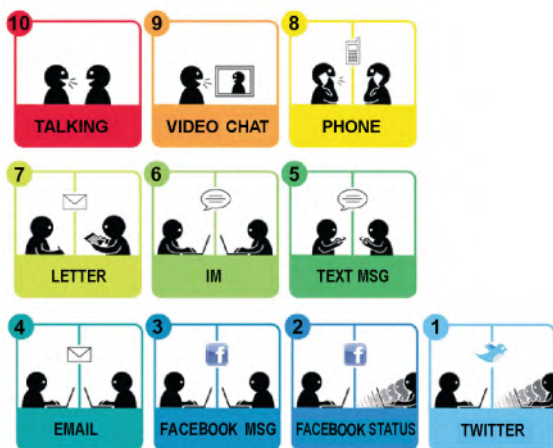 10
TALKING
9
VIDEO CHAT
8
PHONE
7
LETTER
6
IM
5
TEXT MSG
4
EMAIL
3
FACEBOOK MSG
2
FACEBOOK STATUS
1
TWITTER